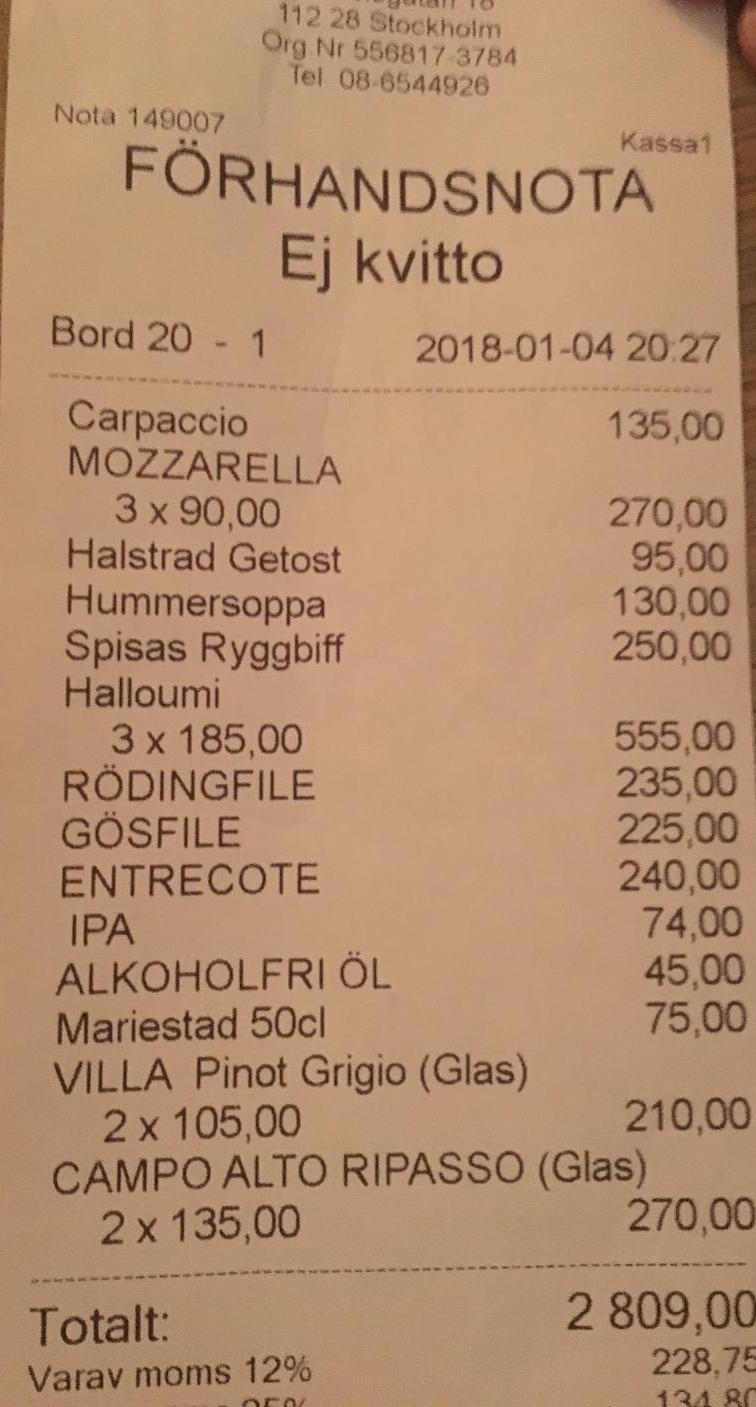 112 28 Stockholm
Org Nr 556817-3784
Tel 08-6544926
Nota 149007
Kassa1
FÖRHANDSNOTA
Ej kvitto
Bord 20 - 1 2018-01-04 20:27
Carpaccio 135,00
MOZZARELLA
3 x 90,00 270,00
Halstrad Getost 95,00
Hummersoppa 130,00
Spisas Ryggbiff 250,00
Halloumi
3 x 185,00 555,00
RÖDINGFILE 235,00
GÖSFILE 225,00
ENTRECOTE 240,00
IPA 74,00
ALKOHOLFRI ÖL 45,00
Mariestad 50cl 75,00
VILLA Pinot Grigio (Glas)
2 x 105,00 210,00
CAMPO ALTO RIPASSO (Glas)
2 x 135,00 270,00
Totalt: 2 809,00
Varav moms 12% 228,75
134,80